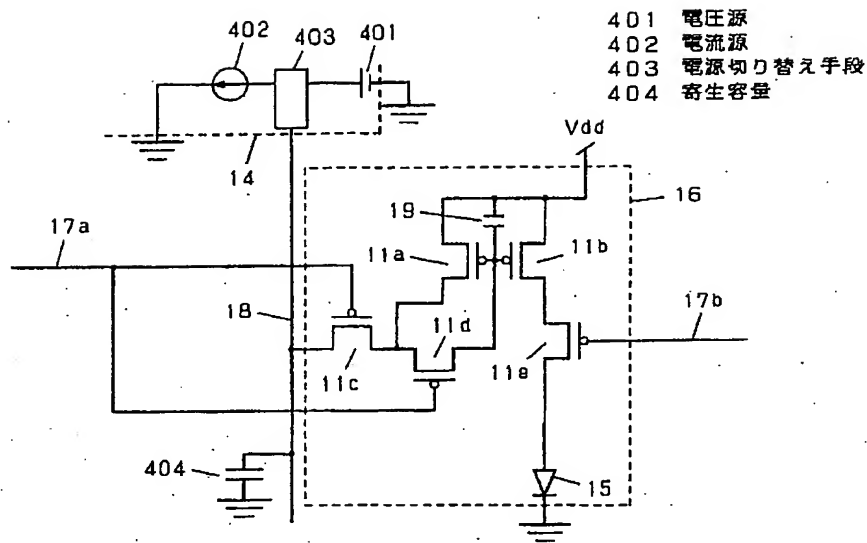 401 電圧源
402 電流源
403 電源切り替え手段
404 寄生容量
402
403
401
14
Vdd
16
17a
19
11a
11b
17b
18
11d
11c
11e
404
15